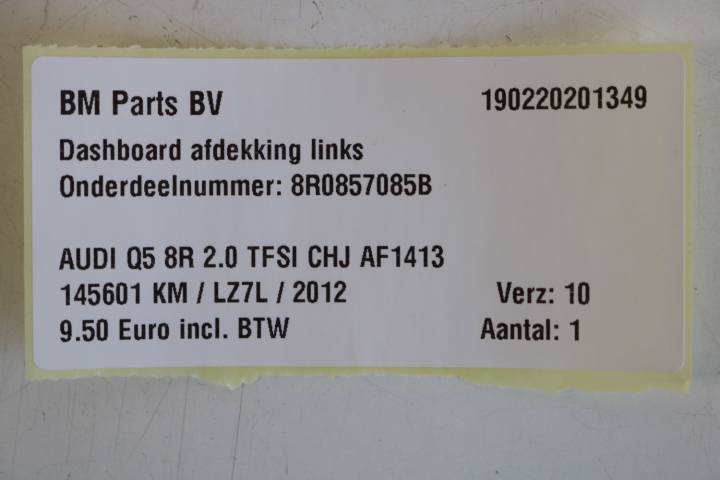 BM Parts BV 190220201349
Dashboard afdekking links
Onderdeelnummer: 8R0857085B
AUDI Q5 8R 2.0 TFSI CHJ AF1413
145601 KM / LZ7L / 2012 Verz: 10
9.50 Euro incl. BTW Aantal: 1